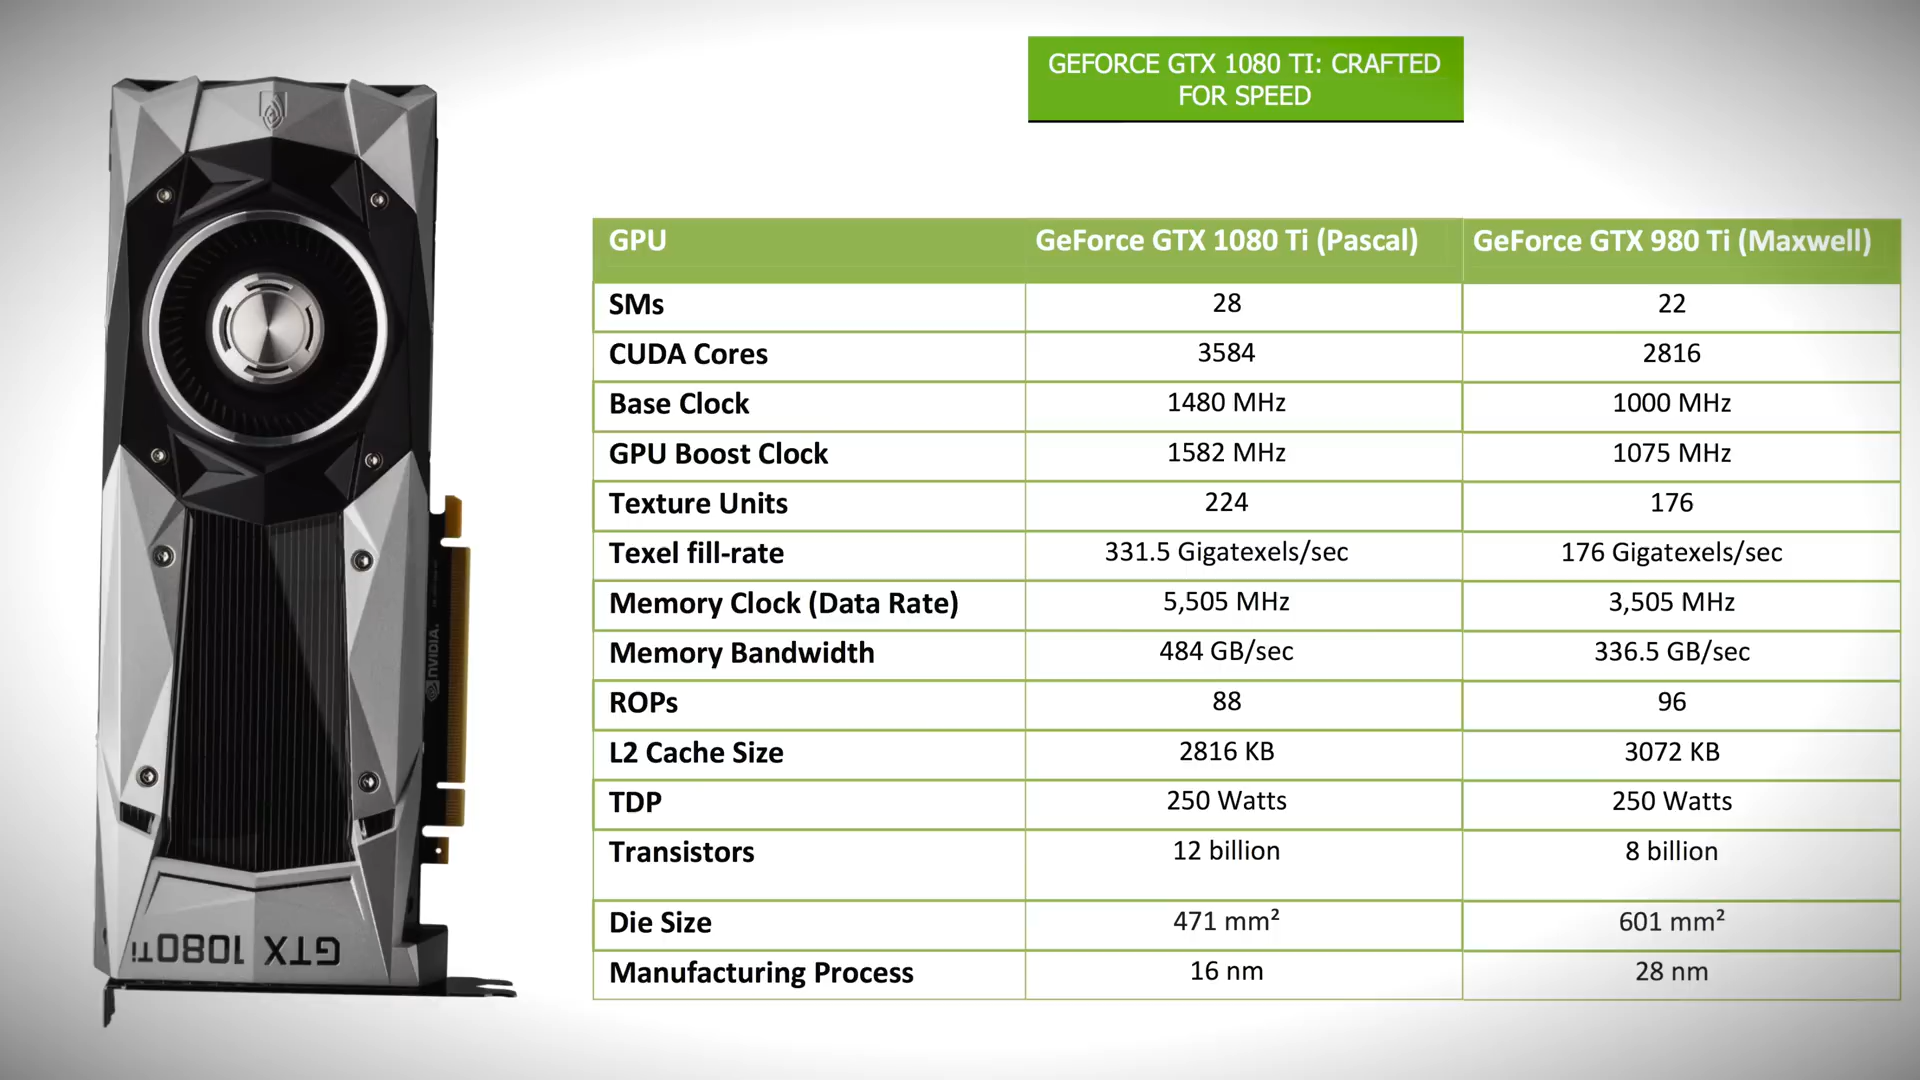 GEFORCE GTX 1080 TI: CRAFTED
FOR SPEED
GPU GeForce GTX 1080 Ti (Pascal) GeForce GTX 980 Ti (Maxwell)
SMs 28 22
CUDA Cores 3584 2816
Base Clock 1480 MHz 1000 MHz
GPU Boost Clock 1582 MHz 1075 MHz
Texture Units 224 176
Texel fill-rate 331.5 Gigatexels/sec 176 Gigatexels/sec
Memory Clock (Data Rate) 5,505 MHz 3,505 MHz
Memory Bandwidth 484 GB/sec 336.5 GB/sec
ROPs 88 96
L2 Cache Size 2816 KB 3072 KB
TDP 250 Watts 250 Watts
Transistors 12 billion 8 billion
Die Size 471 mm² 601 mm²
Manufacturing Process 16 nm 28 nm
NVIDIA.
GTX 1080Ti